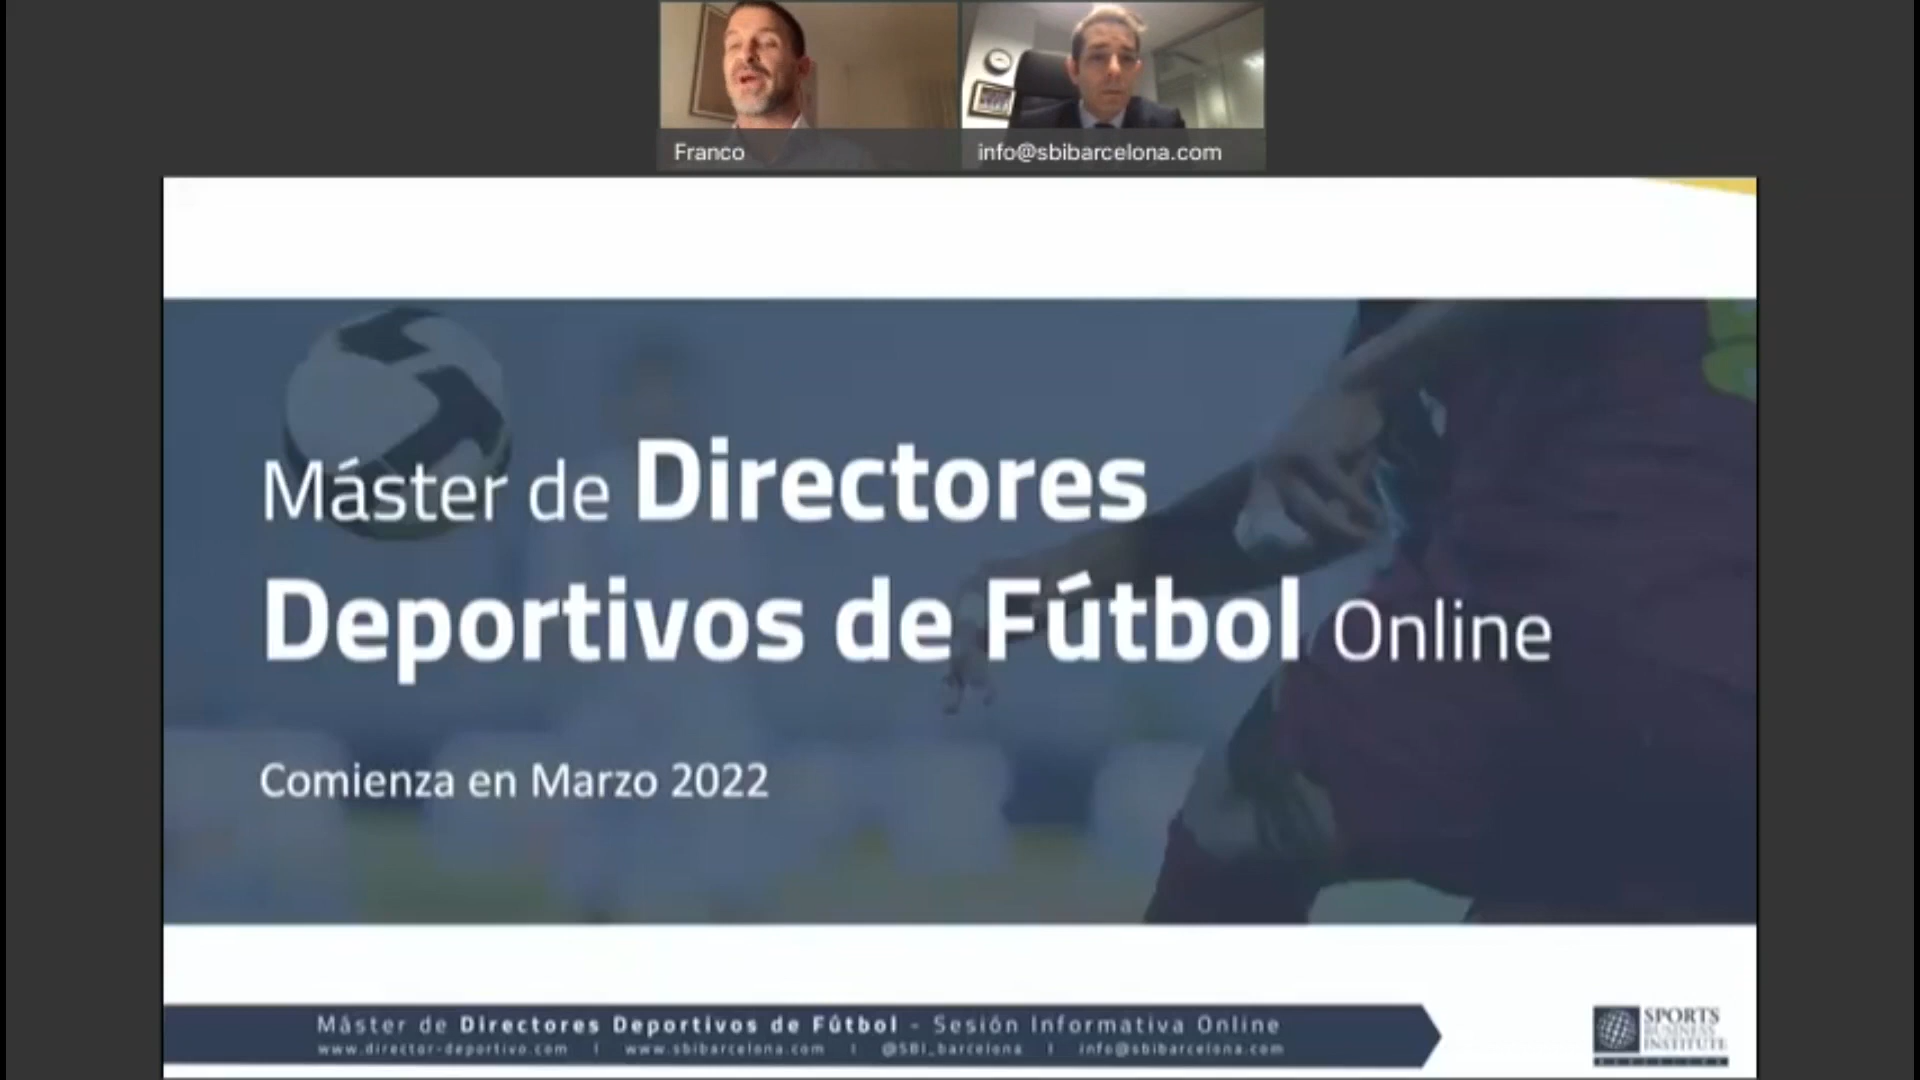 Franco
info@sbibarcelona.com
Máster de Directores
Deportivos de Fútbol Online
Comienza en Marzo 2022
Máster de Directores Deportivos de Fútbol - Sesión Informativa Online
www.director-deportivo.com | www.sbibarcelona.com | @SBI_barcelona | info@sbibarcelona.com
SPORTS
BUSINESS
INSTITUTE
BARCELONA